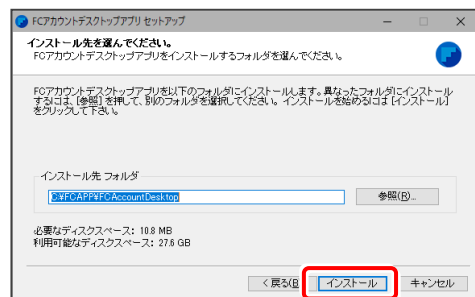 FCアカウントデスクトップアプリ セットアップ
インストール先を選んでください。
FCアカウントデスクトップアプリをインストールするフォルダを選んでください。
FCアカウントデスクトップアプリを以下のフォルダにインストールします。異なったフォルダにインストール
するには、[参照] を押して、別のフォルダを選択してください。 インストールを始めるには [インストール]
をクリックして下さい。
インストール先 フォルダ
C:¥FCAPP¥FCAccountDesktop
参照(R)...
必要なディスクスペース: 10.8 MB
利用可能なディスクスペース: 27.6 GB
< 戻る(B
インストール
キャンセル